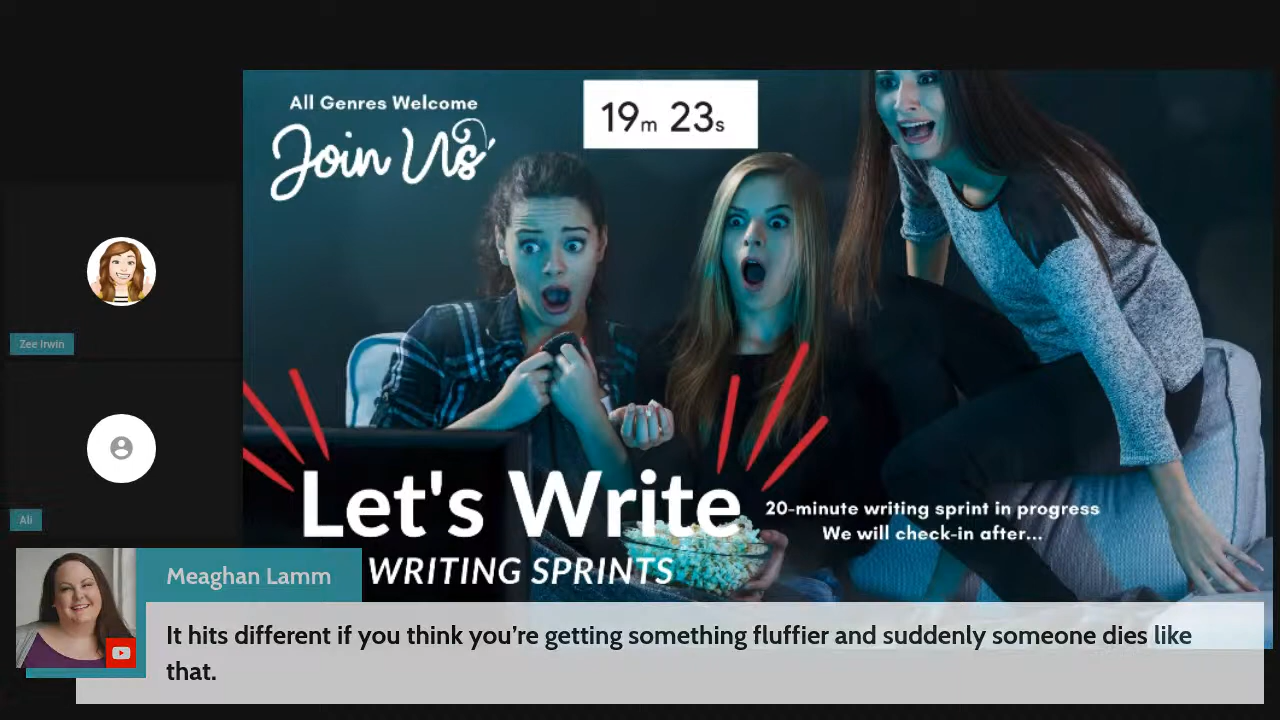 All Genres Welcome
Join Us
19m 23s
Zee Irwin
Ali
Let's Write
WRITING SPRINTS
20-minute writing sprint in progress
We will check-in after...
Meaghan Lamm
It hits different if you think you’re getting something fluffier and suddenly someone dies like
that.